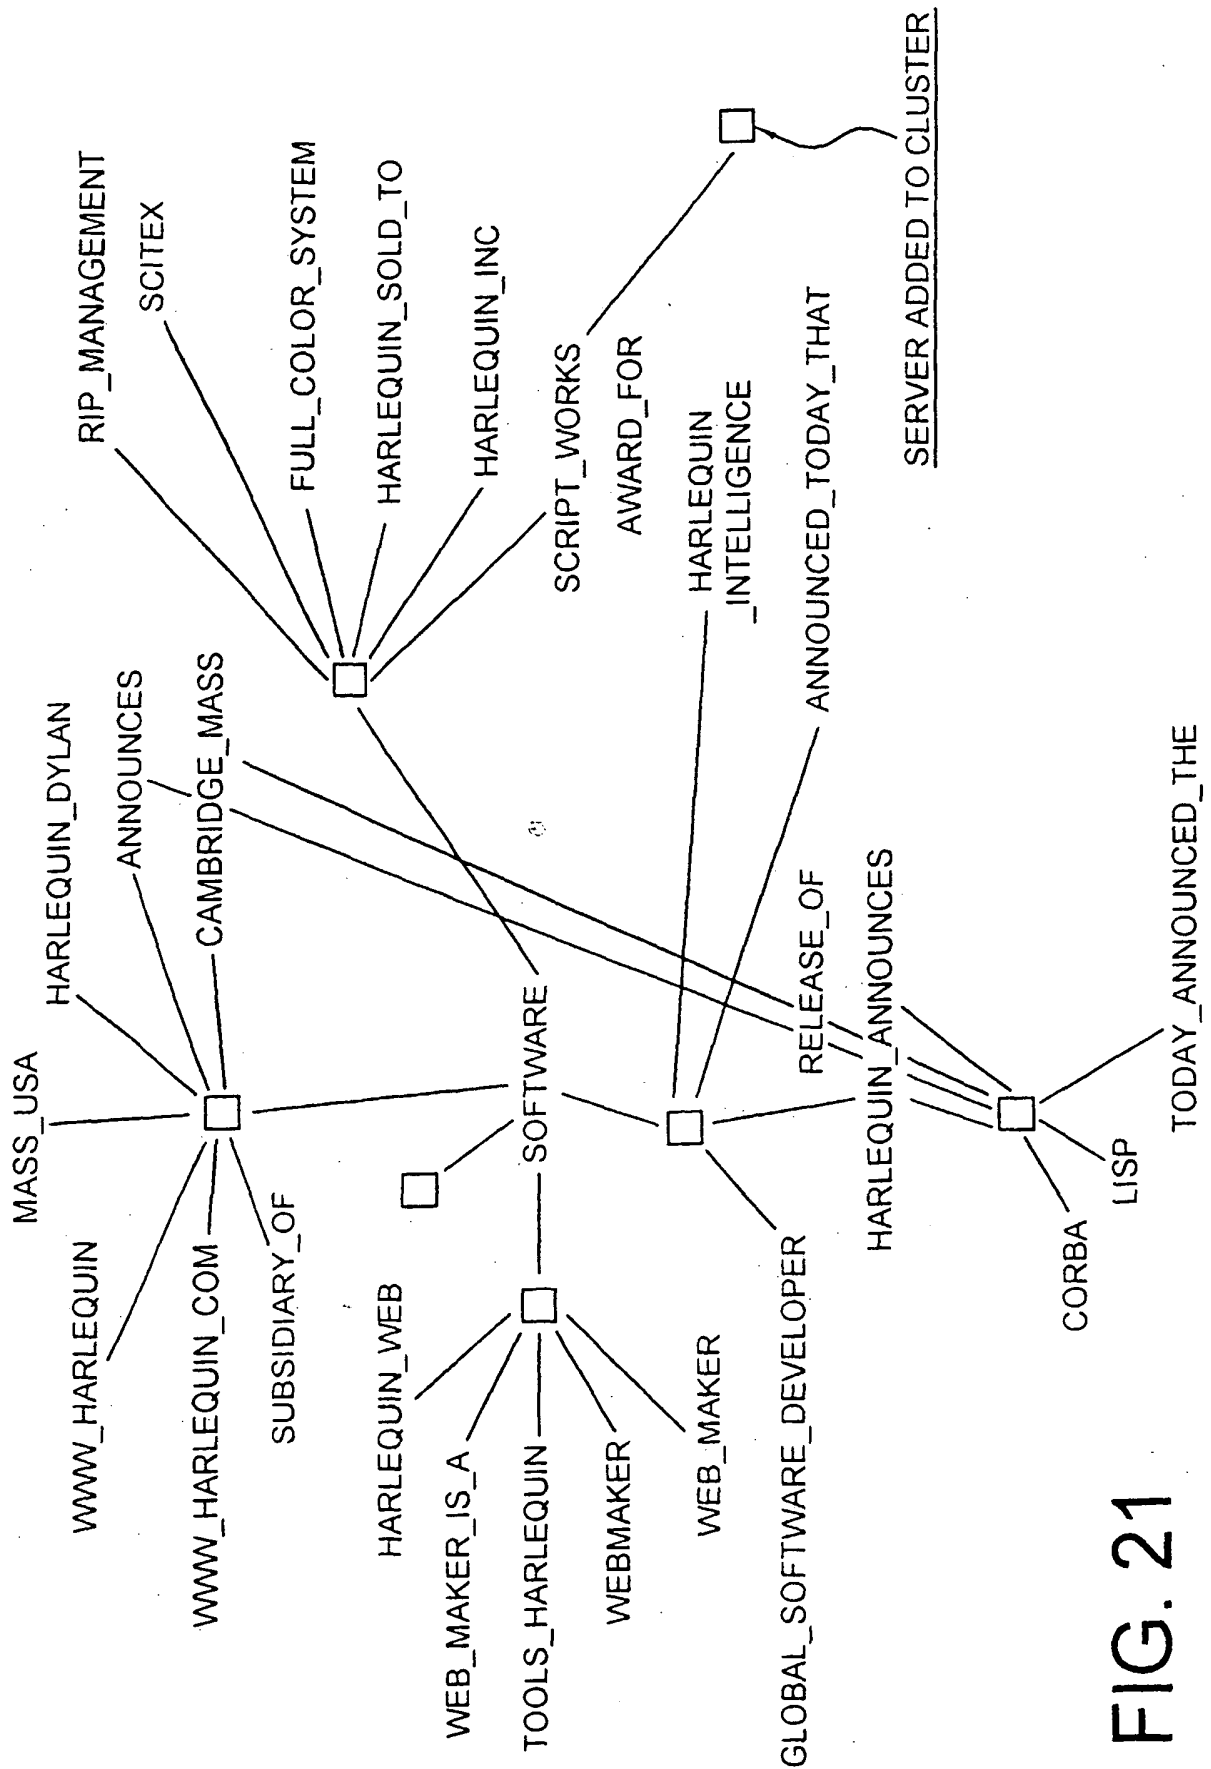 MASS_USA
HARLEQUIN_DYLAN
RIP_MANAGEMENT
WWW_HARLEQUIN
ANNOUNCES
SCITEX
WWW_HARLEQUIN_COM
CAMBRIDGE_MASS
SUBSIDIARY_OF
FULL_COLOR_SYSTEM
HARLEQUIN_WEB
HARLEQUIN_SOLD_TO
WEB_MAKER_IS_A
HARLEQUIN_INC
TOOLS_HARLEQUIN
SOFTWARE
SCRIPT_WORKS
WEBMAKER
AWARD_FOR
WEB_MAKER
HARLEQUIN
_INTELLIGENCE
GLOBAL_SOFTWARE_DEVELOPER
RELEASE_OF
ANNOUNCED_TODAY_THAT
HARLEQUIN_ANNOUNCES
SERVER ADDED TO CLUSTER
CORBA
LISP
TODAY_ANNOUNCED_THE
FIG. 21